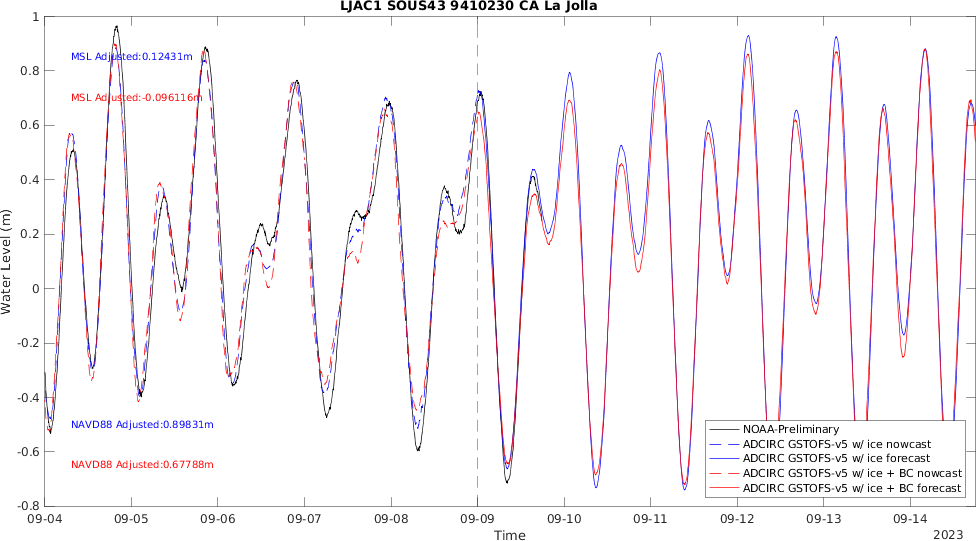 LJAC1 SOUS43 9410230 CA La Jolla
1
0.8
0.6
0.4
0.2
0
-0.2
-0.4
-0.6
-0.8
Water Level (m)
MSL Adjusted:0.12431m
MSL Adjusted:-0.096116m
NAVD88 Adjusted:0.89831m
NAVD88 Adjusted:0.67788m
NOAA-Preliminary
ADCIRC GSTOFS-v5 w/ ice nowcast
ADCIRC GSTOFS-v5 w/ ice forecast
ADCIRC GSTOFS-v5 w/ ice + BC nowcast
ADCIRC GSTOFS-v5 w/ ice + BC forecast
09-04 09-05 09-06 09-07 09-08 09-09 09-10 09-11 09-12 09-13 09-14
Time
2023